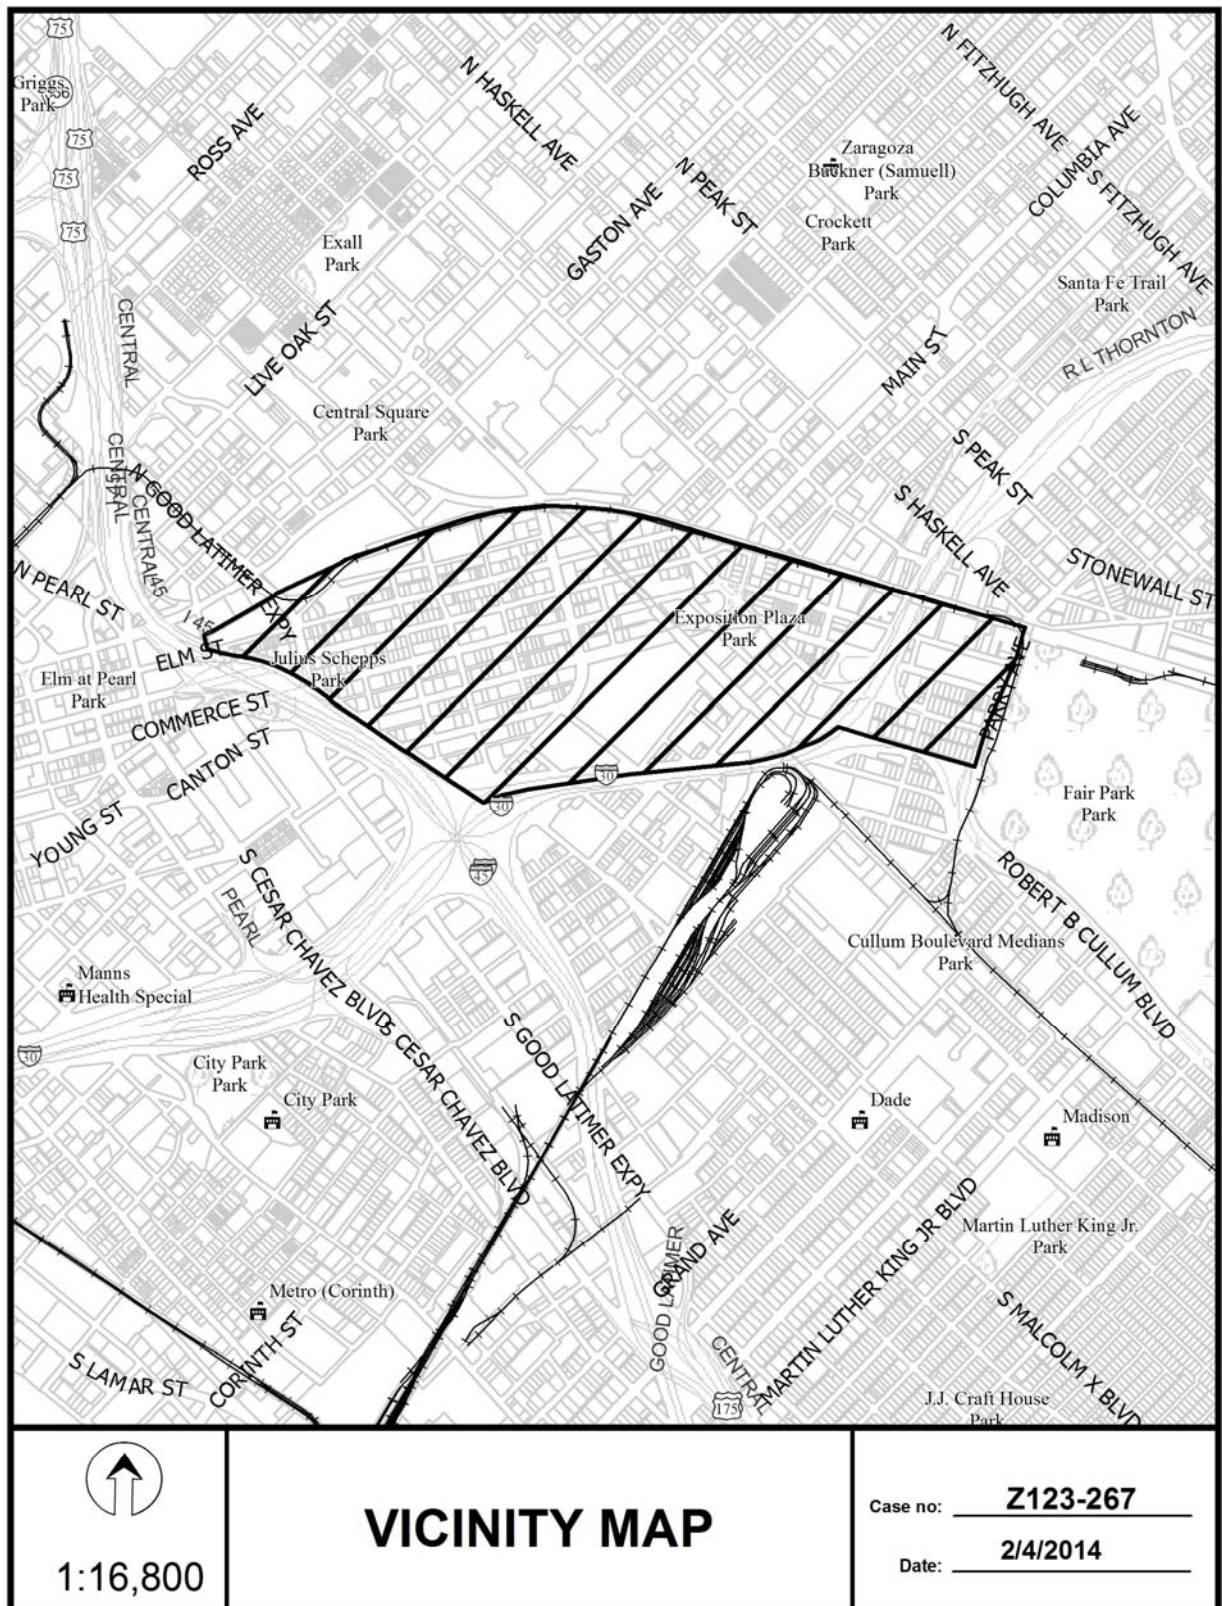 75
N FITZHUGH AVE
Griggs
Park
N HASKELL AVE
COLUMBIA AVE
ROSS AVE
75
75
75
N PEAK ST
Zaragoza
Buckner (Samuell)
Park
S FITZHUGH AVE
GASTON AVE
Crockett
Park
Exall
Park
Santa Fe Trail
Park
CENTRAL
LIVE OAK ST
R L THORNTON
MAIN ST
Central Square
Park
CENTRAL
N GOOD LATIMER EXPY
CENTRAL
S PEAK ST
S HASKELL AVE
STONEWALL ST
N PEARL ST
I 45
I 45
ELM ST
Exposition Plaza
Park
Julius Schepps
Park
Elm at Pearl
Park
PARRY AVE
COMMERCE ST
CANTON ST
30
30
Fair Park
Park
YOUNG ST
45
S CESAR CHAVEZ BLVD
PEARL
ROBERT B CULLUM BLVD
Cullum Boulevard Medians
Park
Manns
Health Special
30
S CESAR CHAVEZ BLVD
S GOOD LATIMER EXPY
City Park
Park
City Park
Dade
Madison
Martin Luther King Jr.
Park
GRAND AVE
GOOD LATIMER
MARTIN LUTHER KING JR BLVD
S MALCOLM X BLVD
Metro (Corinth)
CORINTH ST
S LAMAR ST
CENTRAL
175
J.J. Craft House
Park
1:16,800
VICINITY MAP
Case no: Z123-267
Date: 2/4/2014